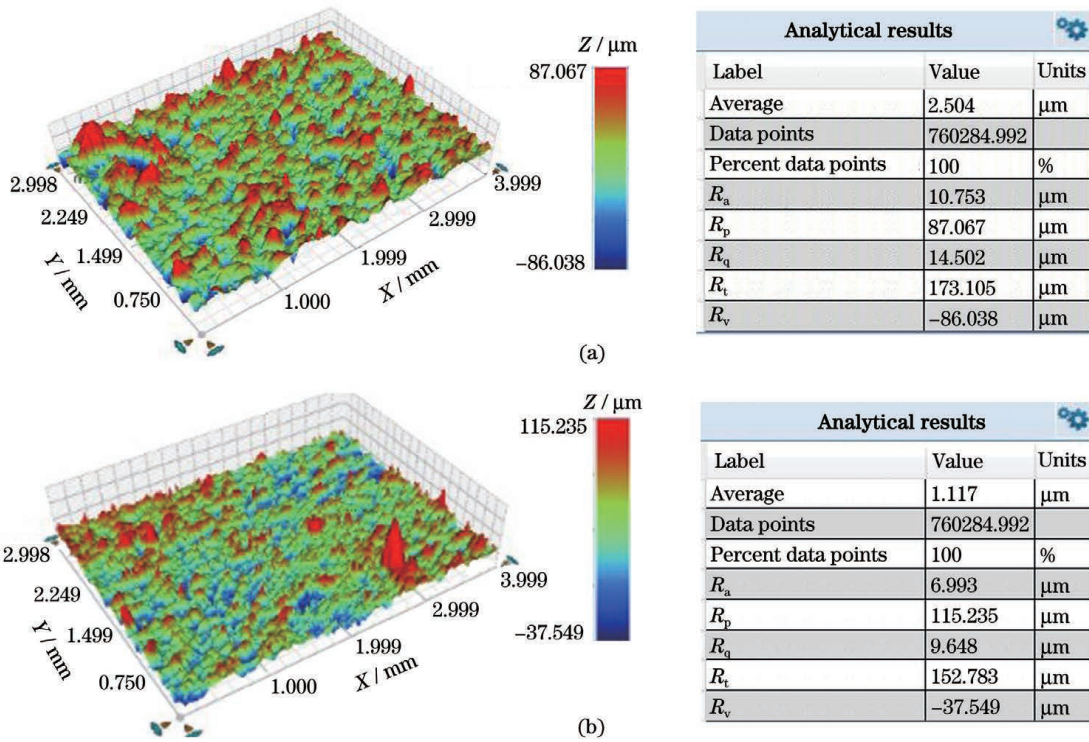 Z / μm
87.067
−86.038
2.998
2.249
1.499
0.750
Y / mm
1.000
1.999
2.999
3.999
X / mm
Analytical results
Label Value Units
Average 2.504 μm
Data points 760284.992
Percent data points 100 %
Ra 10.753 μm
Rp 87.067 μm
Rq 14.502 μm
Rt 173.105 μm
Rv −86.038 μm
(a)
Z / μm
115.235
−37.549
2.998
2.249
1.499
0.750
Y / mm
1.000
1.999
2.999
3.999
X / mm
Analytical results
Label Value Units
Average 1.117 μm
Data points 760284.992
Percent data points 100 %
Ra 6.993 μm
Rp 115.235 μm
Rq 9.648 μm
Rt 152.783 μm
Rv −37.549 μm
(b)